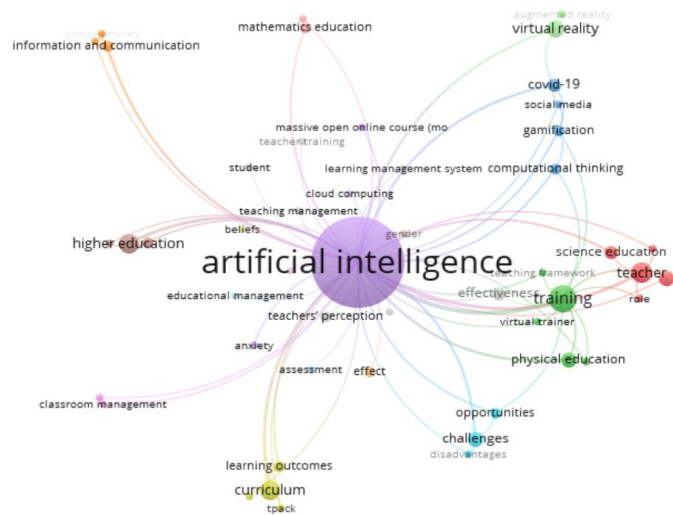 augmented reality
virtual reality
mathematics education
competencies
information and communication
covid-19
social media
massive open online course (mo
gamification
teacher training
student
learning management system
computational thinking
cloud computing
teaching management
beliefs
gender
higher education
science education
artificial intelligence
teaching framework
teacher
effectiveness
training
role
educational management
teachers' perception
virtual trainer
anxiety
physical education
assessment
effect
classroom management
opportunities
challenges
disadvantages
learning outcomes
curriculum
tpack